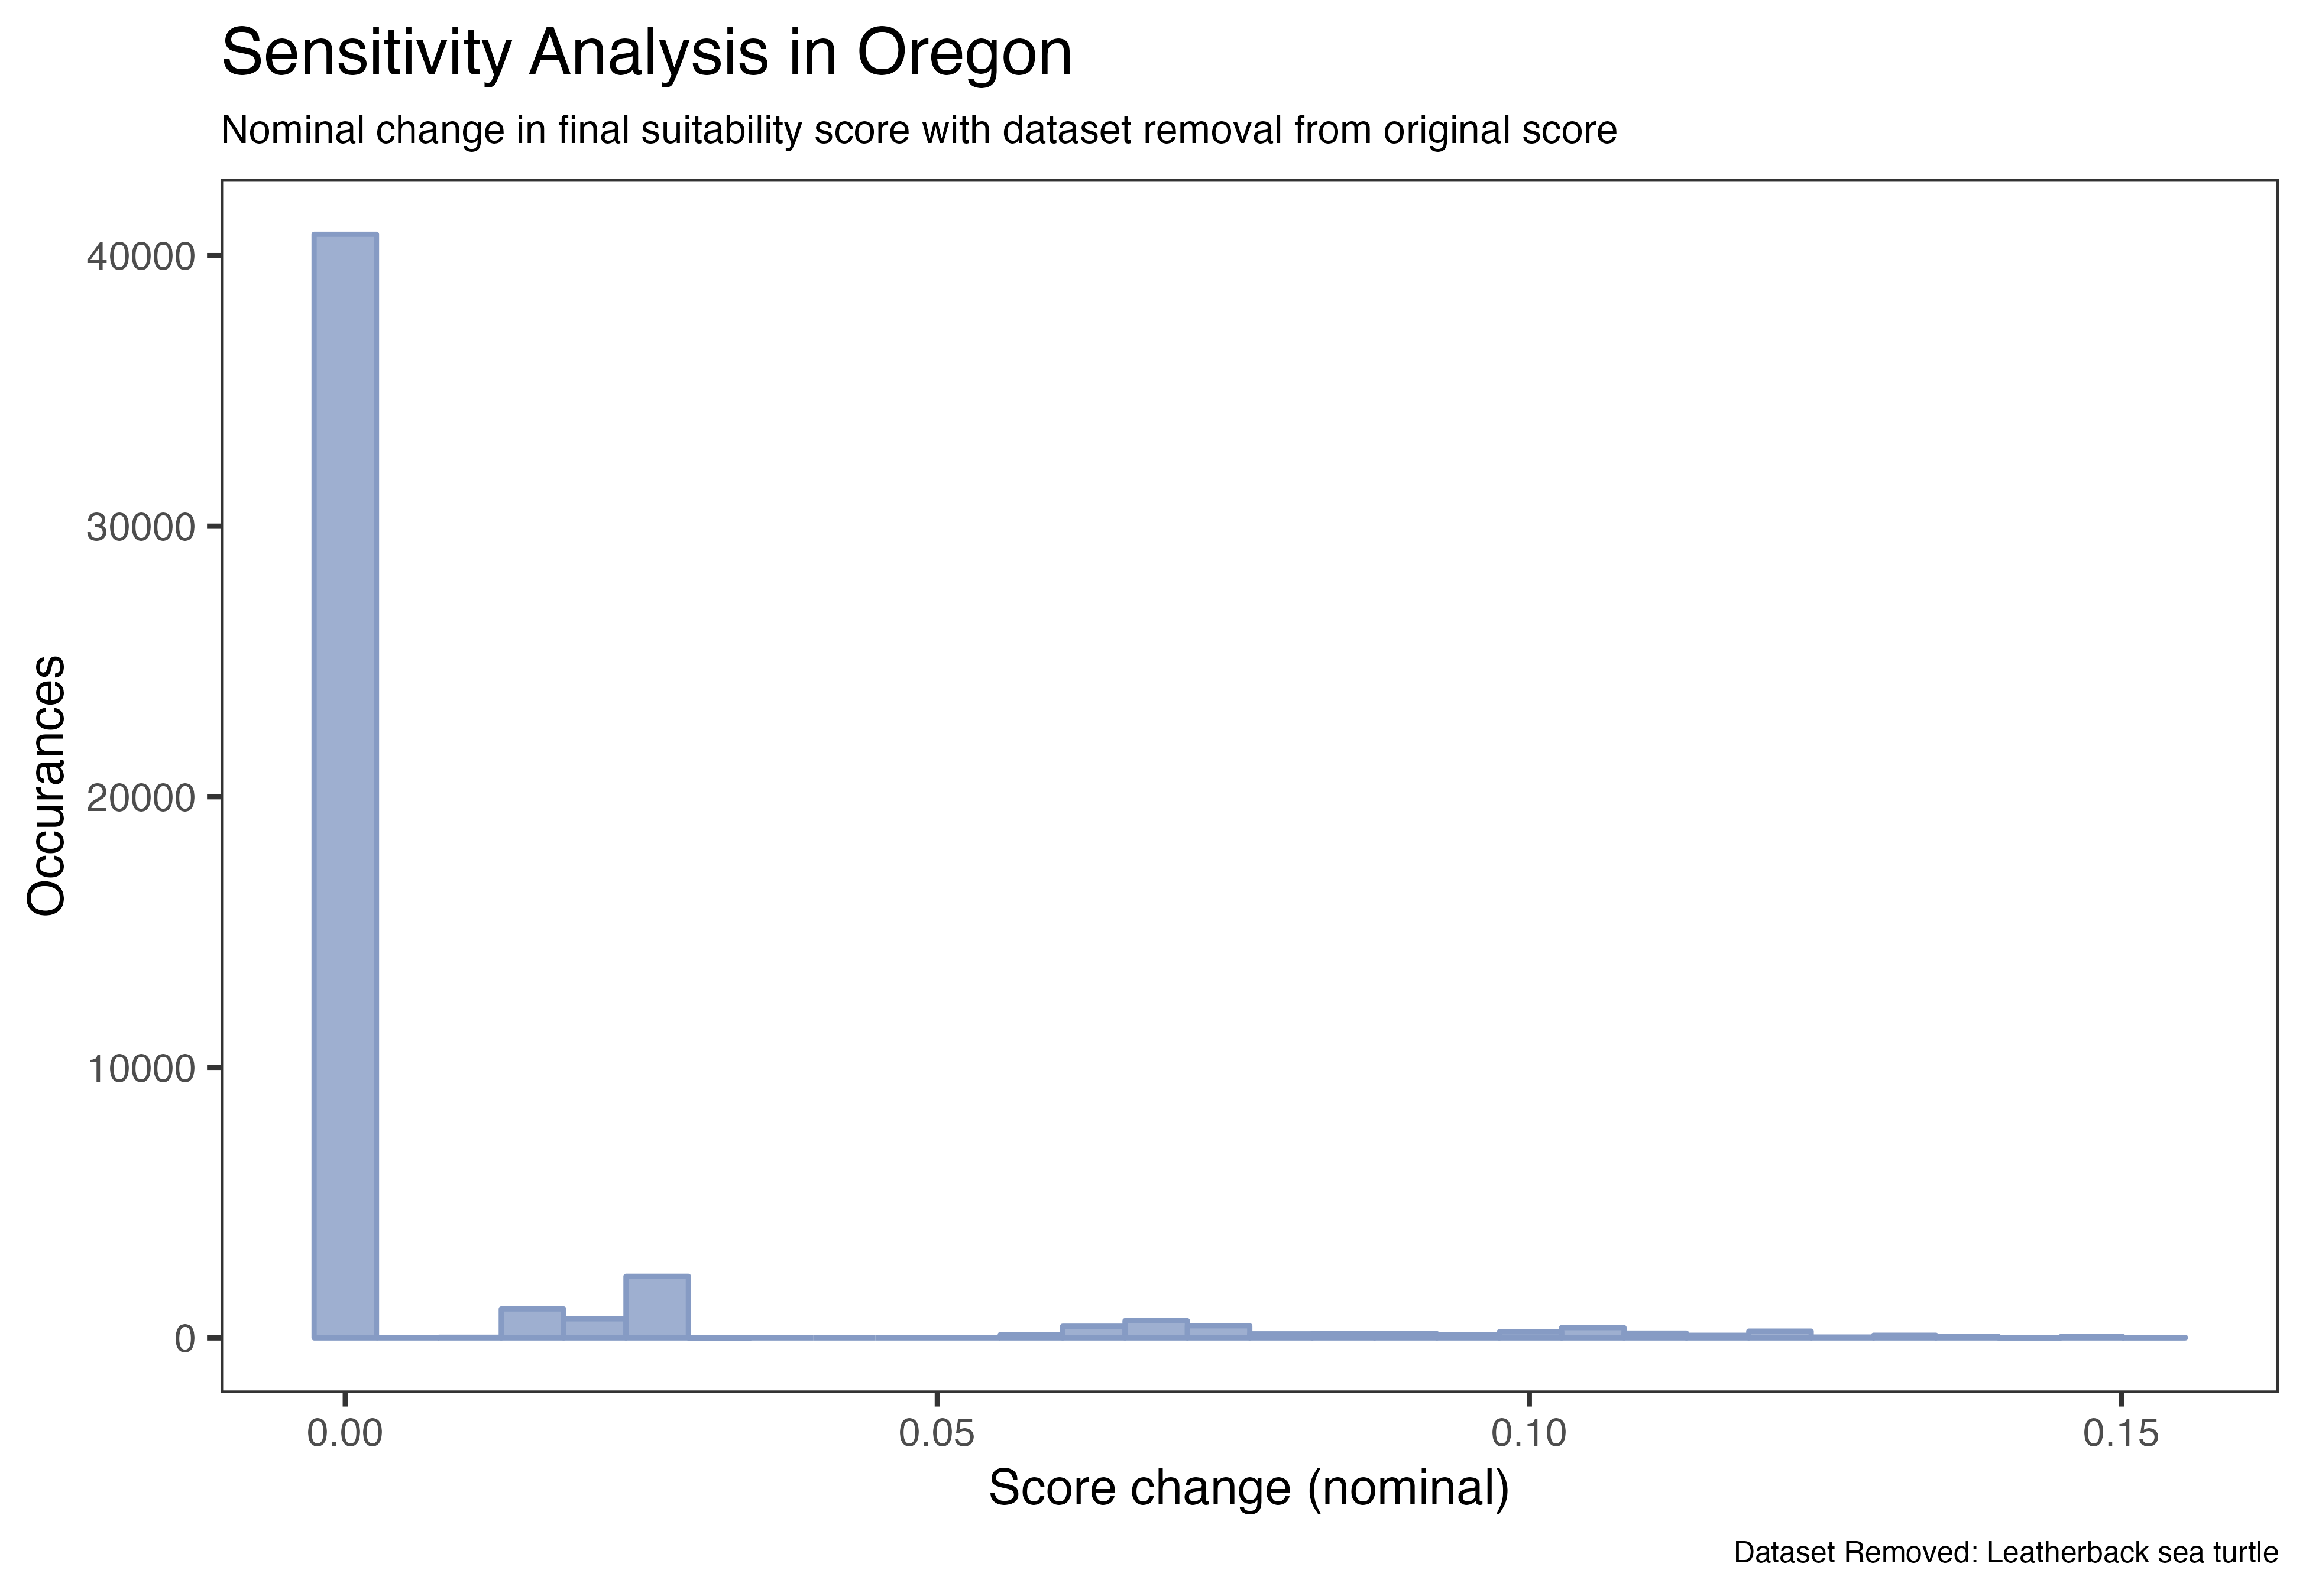 Sensitivity Analysis in Oregon
Nominal change in final suitability score with dataset removal from original score
Occurances
40000
30000
20000
10000
0
0.00 0.05 0.10 0.15
Score change (nominal)
Dataset Removed: Leatherback sea turtle